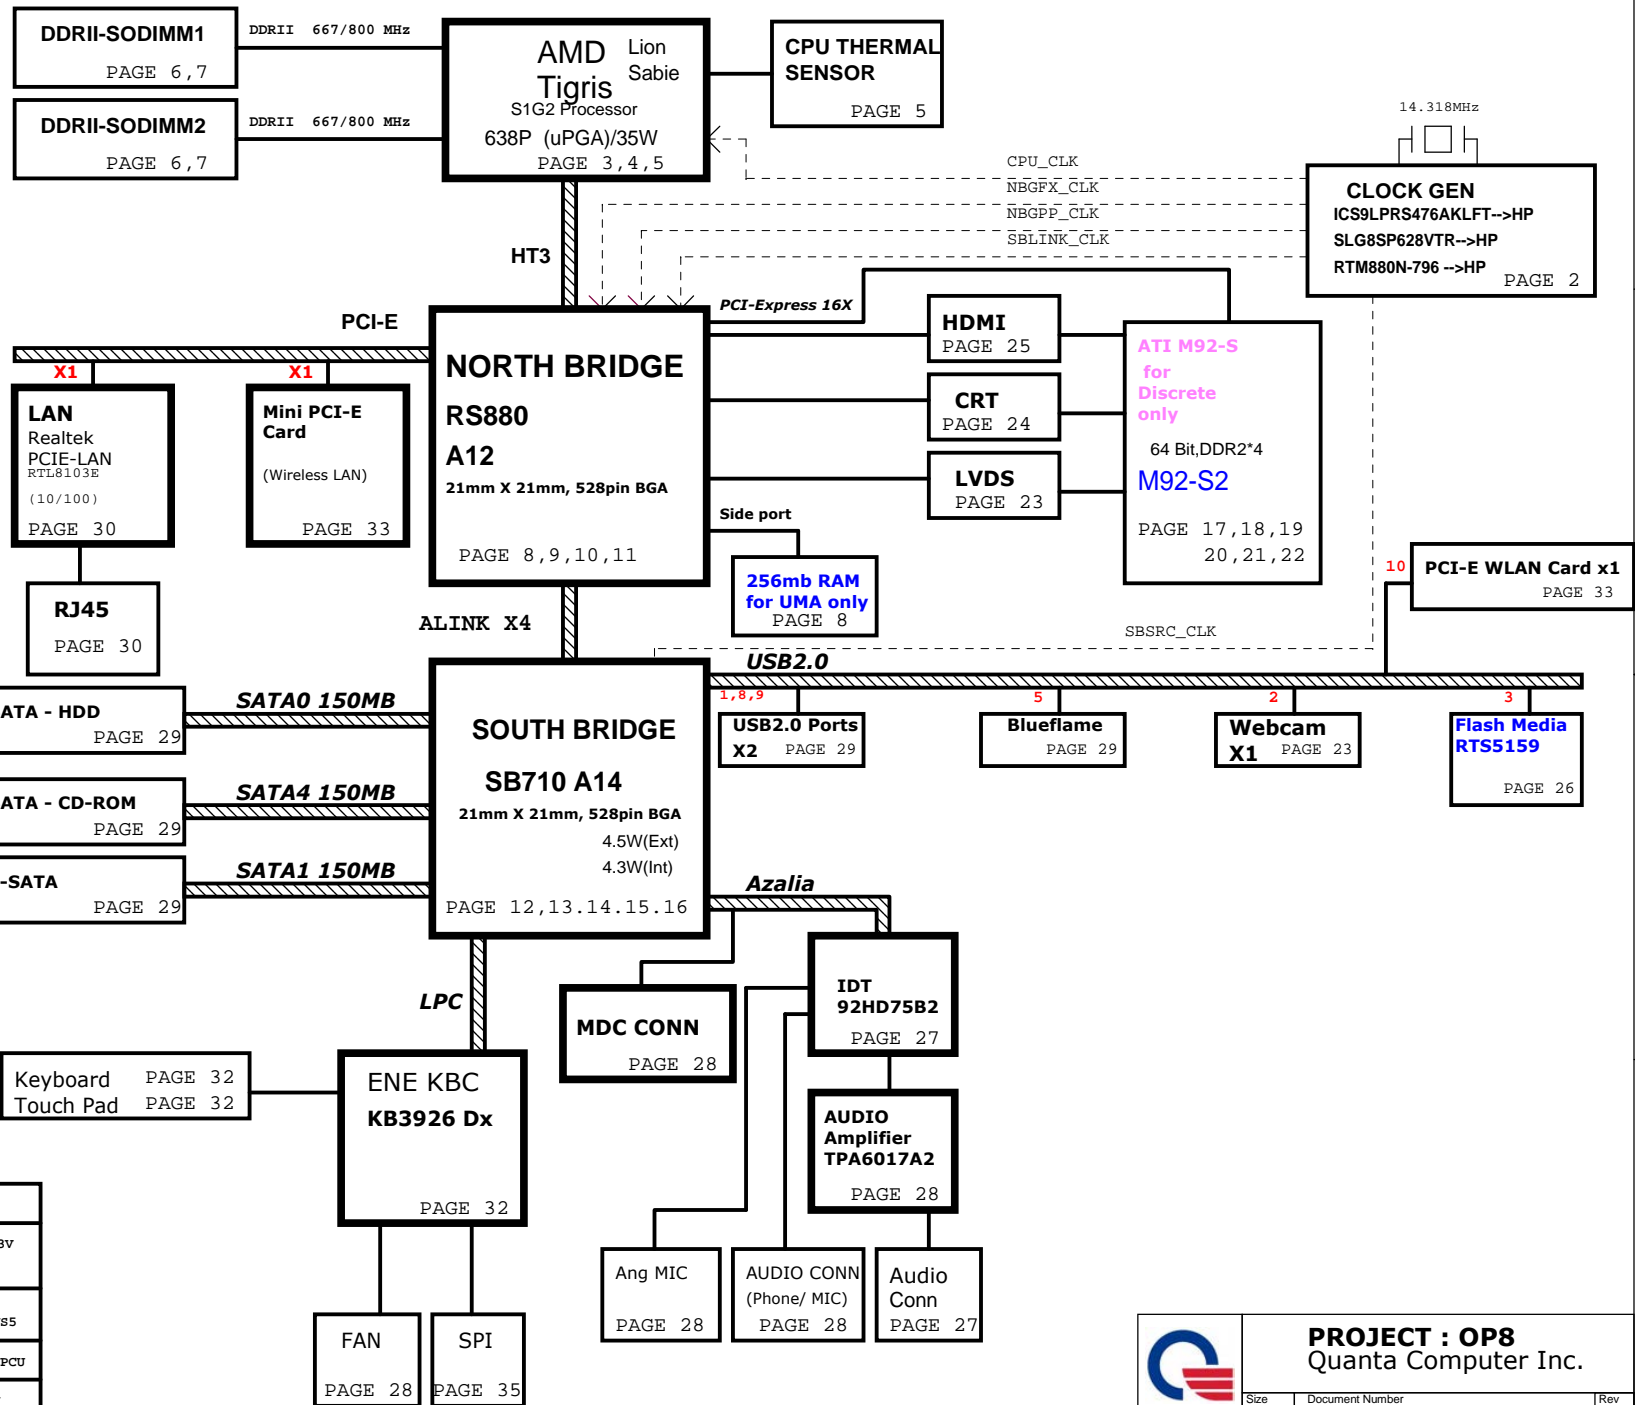 DDRII-SODIMM1
PAGE 6,7
DDRII 667/800 MHz
DDRII-SODIMM2
PAGE 6,7
DDRII 667/800 MHz
AMD
Tigris
Lion
Sabie
S1G2 Processor
638P (uPGA)/35W
PAGE 3,4,5
CPU THERMAL
SENSOR
PAGE 5
14.318MHz
CPU_CLK
NBGFX_CLK
NBGPP_CLK
SBLINK_CLK
CLOCK GEN
ICS9LPRS476AKLFT-->HP
SLG8SP628VTR-->HP
RTM880N-796 -->HP
PAGE 2
HT3
PCI-E
PCI-Express 16X
X1
X1
LAN
Realtek
PCIE-LAN
RTL8103E
(10/100)
PAGE 30
Mini PCI-E
Card
(Wireless LAN)
PAGE 33
RJ45
PAGE 30
NORTH BRIDGE
RS880
A12
21mm X 21mm, 528pin BGA
PAGE 8,9,10,11
HDMI
PAGE 25
CRT
PAGE 24
LVDS
PAGE 23
ATI M92-S
for
Discrete
only
64 Bit,DDR2*4
M92-S2
PAGE 17,18,19
20,21,22
Side port
256mb RAM
for UMA only
PAGE 8
10
PCI-E WLAN Card x1
PAGE 33
ALINK X4
SBSRC_CLK
USB2.0
1,8,9
USB2.0 Ports
X2 PAGE 29
5
Blueflame
PAGE 29
2
Webcam
X1 PAGE 23
3
Flash Media
RTS5159
PAGE 26
ATA - HDD
PAGE 29
SATA0 150MB
ATA - CD-ROM
PAGE 29
SATA4 150MB
-SATA
PAGE 29
SATA1 150MB
SOUTH BRIDGE
SB710 A14
21mm X 21mm, 528pin BGA
4.5W(Ext)
4.3W(Int)
PAGE 12,13.14.15.16
Azalia
LPC
MDC CONN
PAGE 28
IDT
92HD75B2
PAGE 27
Keyboard PAGE 32
Touch Pad PAGE 32
ENE KBC
KB3926 Dx
PAGE 32
AUDIO
Amplifier
TPA6017A2
PAGE 28
Ang MIC
PAGE 28
AUDIO CONN
(Phone/ MIC)
PAGE 28
Audio
Conn
PAGE 27
FAN
PAGE 28
SPI
PAGE 35
S5
PCU
PROJECT : OP8
Quanta Computer Inc.
Size
Document Number
Rev